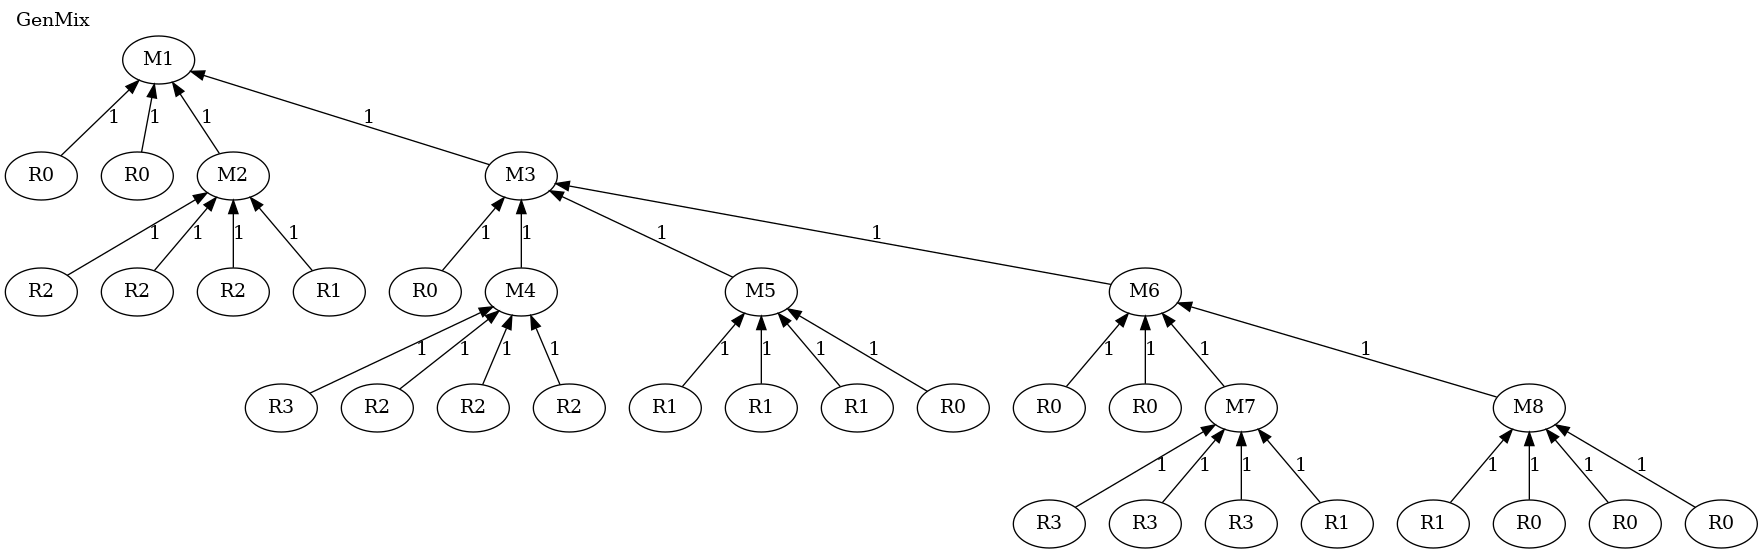 GenMix
M1
1 1 1 1
R0 R0 M2 M3
1 1 1 1 1 1 1 1
R2 R2 R2 R1 R0 M4 M5 M6
1 1 1 1 1 1 1 1 1 1 1 1
R3 R2 R2 R2 R1 R1 R1 R0 R0 R0 M7 M8
1 1 1 1 1 1 1 1
R3 R3 R3 R1 R1 R0 R0 R0